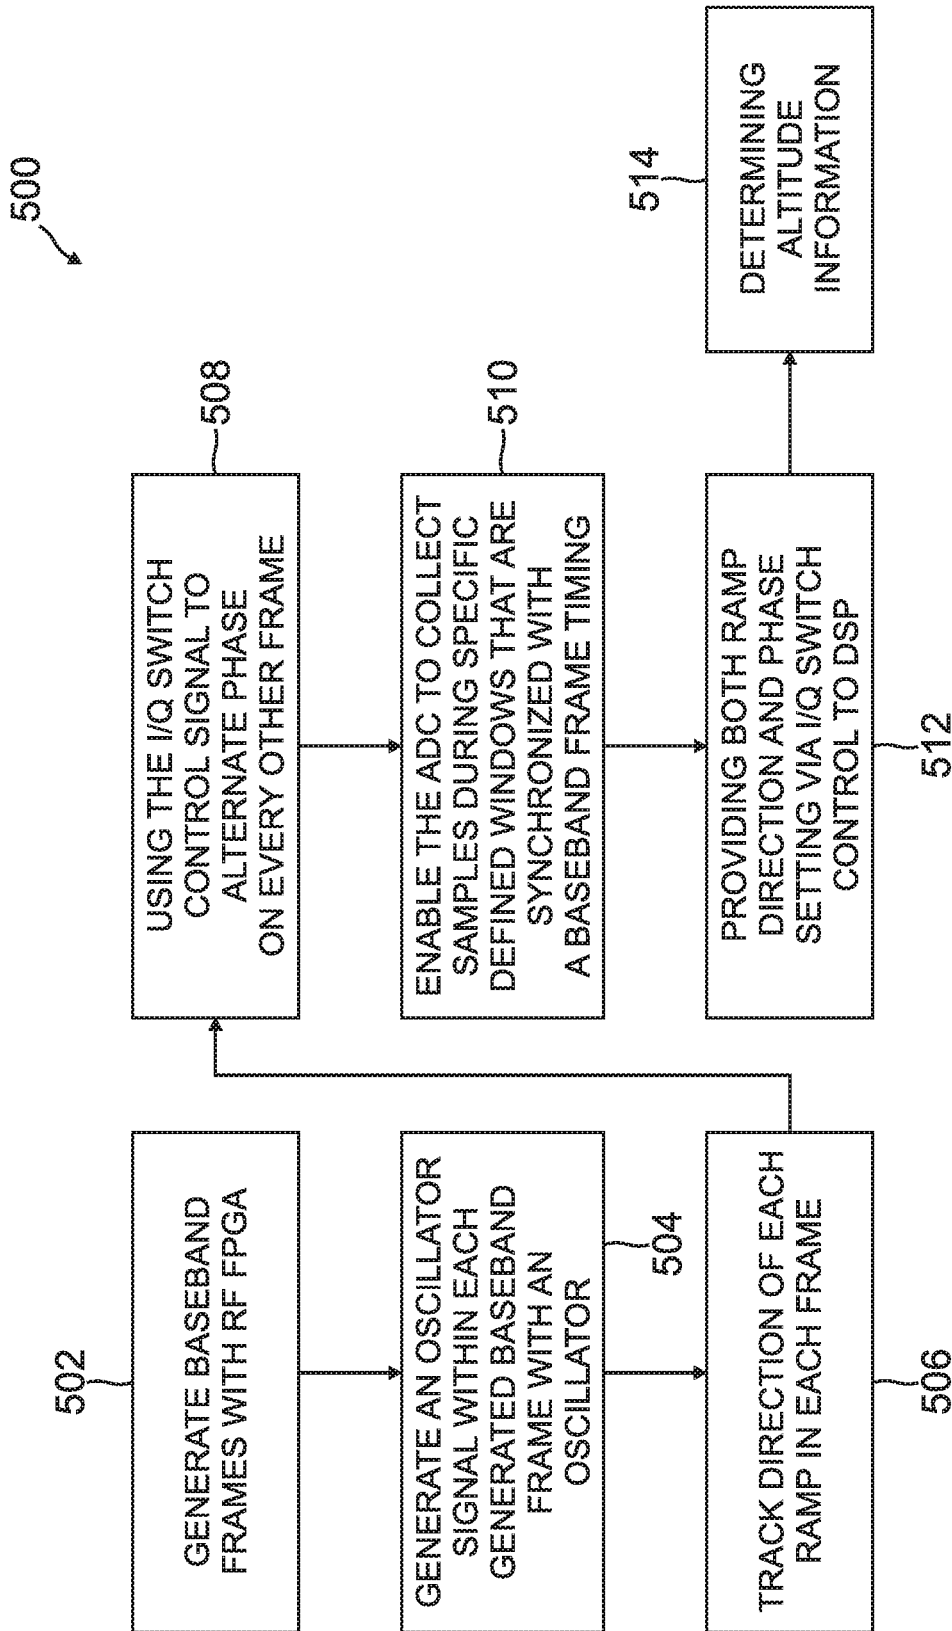 500
502
GENERATE BASEBAND
FRAMES WITH RF FPGA
GENERATE AN OSCILLATOR
SIGNAL WITHIN EACH
GENERATED BASEBAND
FRAME WITH AN
OSCILLATOR
504
TRACK DIRECTION OF EACH
RAMP IN EACH FRAME
506
USING THE I/Q SWITCH
CONTROL SIGNAL TO
ALTERNATE PHASE
ON EVERY OTHER FRAME
508
ENABLE THE ADC TO COLLECT
SAMPLES DURING SPECIFIC
DEFINED WINDOWS THAT ARE
SYNCHRONIZED WITH
A BASEBAND FRAME TIMING
510
PROVIDING BOTH RAMP
DIRECTION AND PHASE
SETTING VIA I/Q SWITCH
CONTROL TO DSP
512
514
DETERMINING
ALTITUDE
INFORMATION